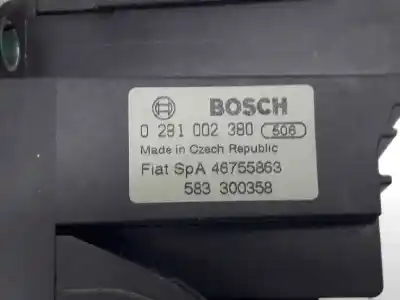 BOSCH
0 281 002 380 506
Made in Czech Republic
Fiat SpA 46755863
583 300358